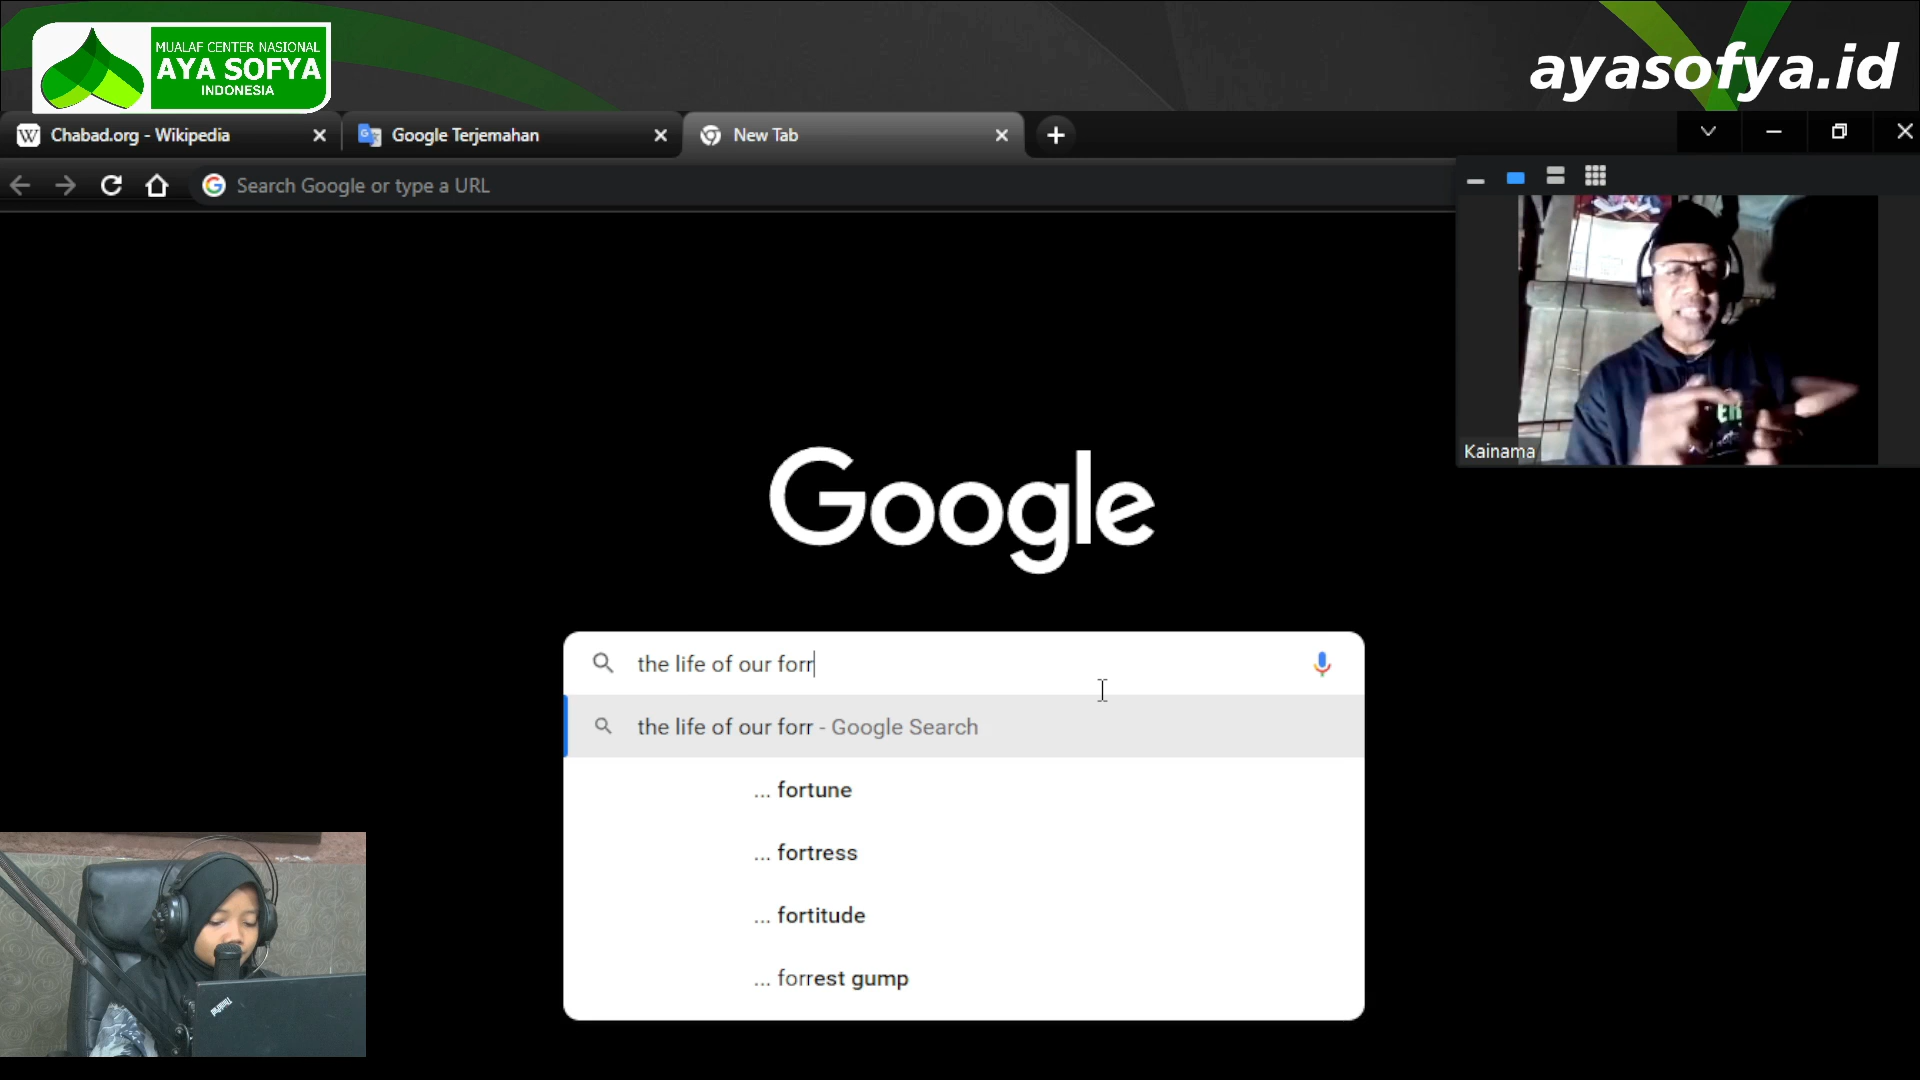 MUALAF CENTER NASIONAL
AYA SOFYA
INDONESIA
ayasofya.id
Chabad.org - Wikipedia
Google Terjemahan
New Tab
Search Google or type a URL
Kainama
Google
the life of our forr
the life of our forr - Google Search
... fortune
... fortress
... fortitude
... forrest gump
ThinkPad